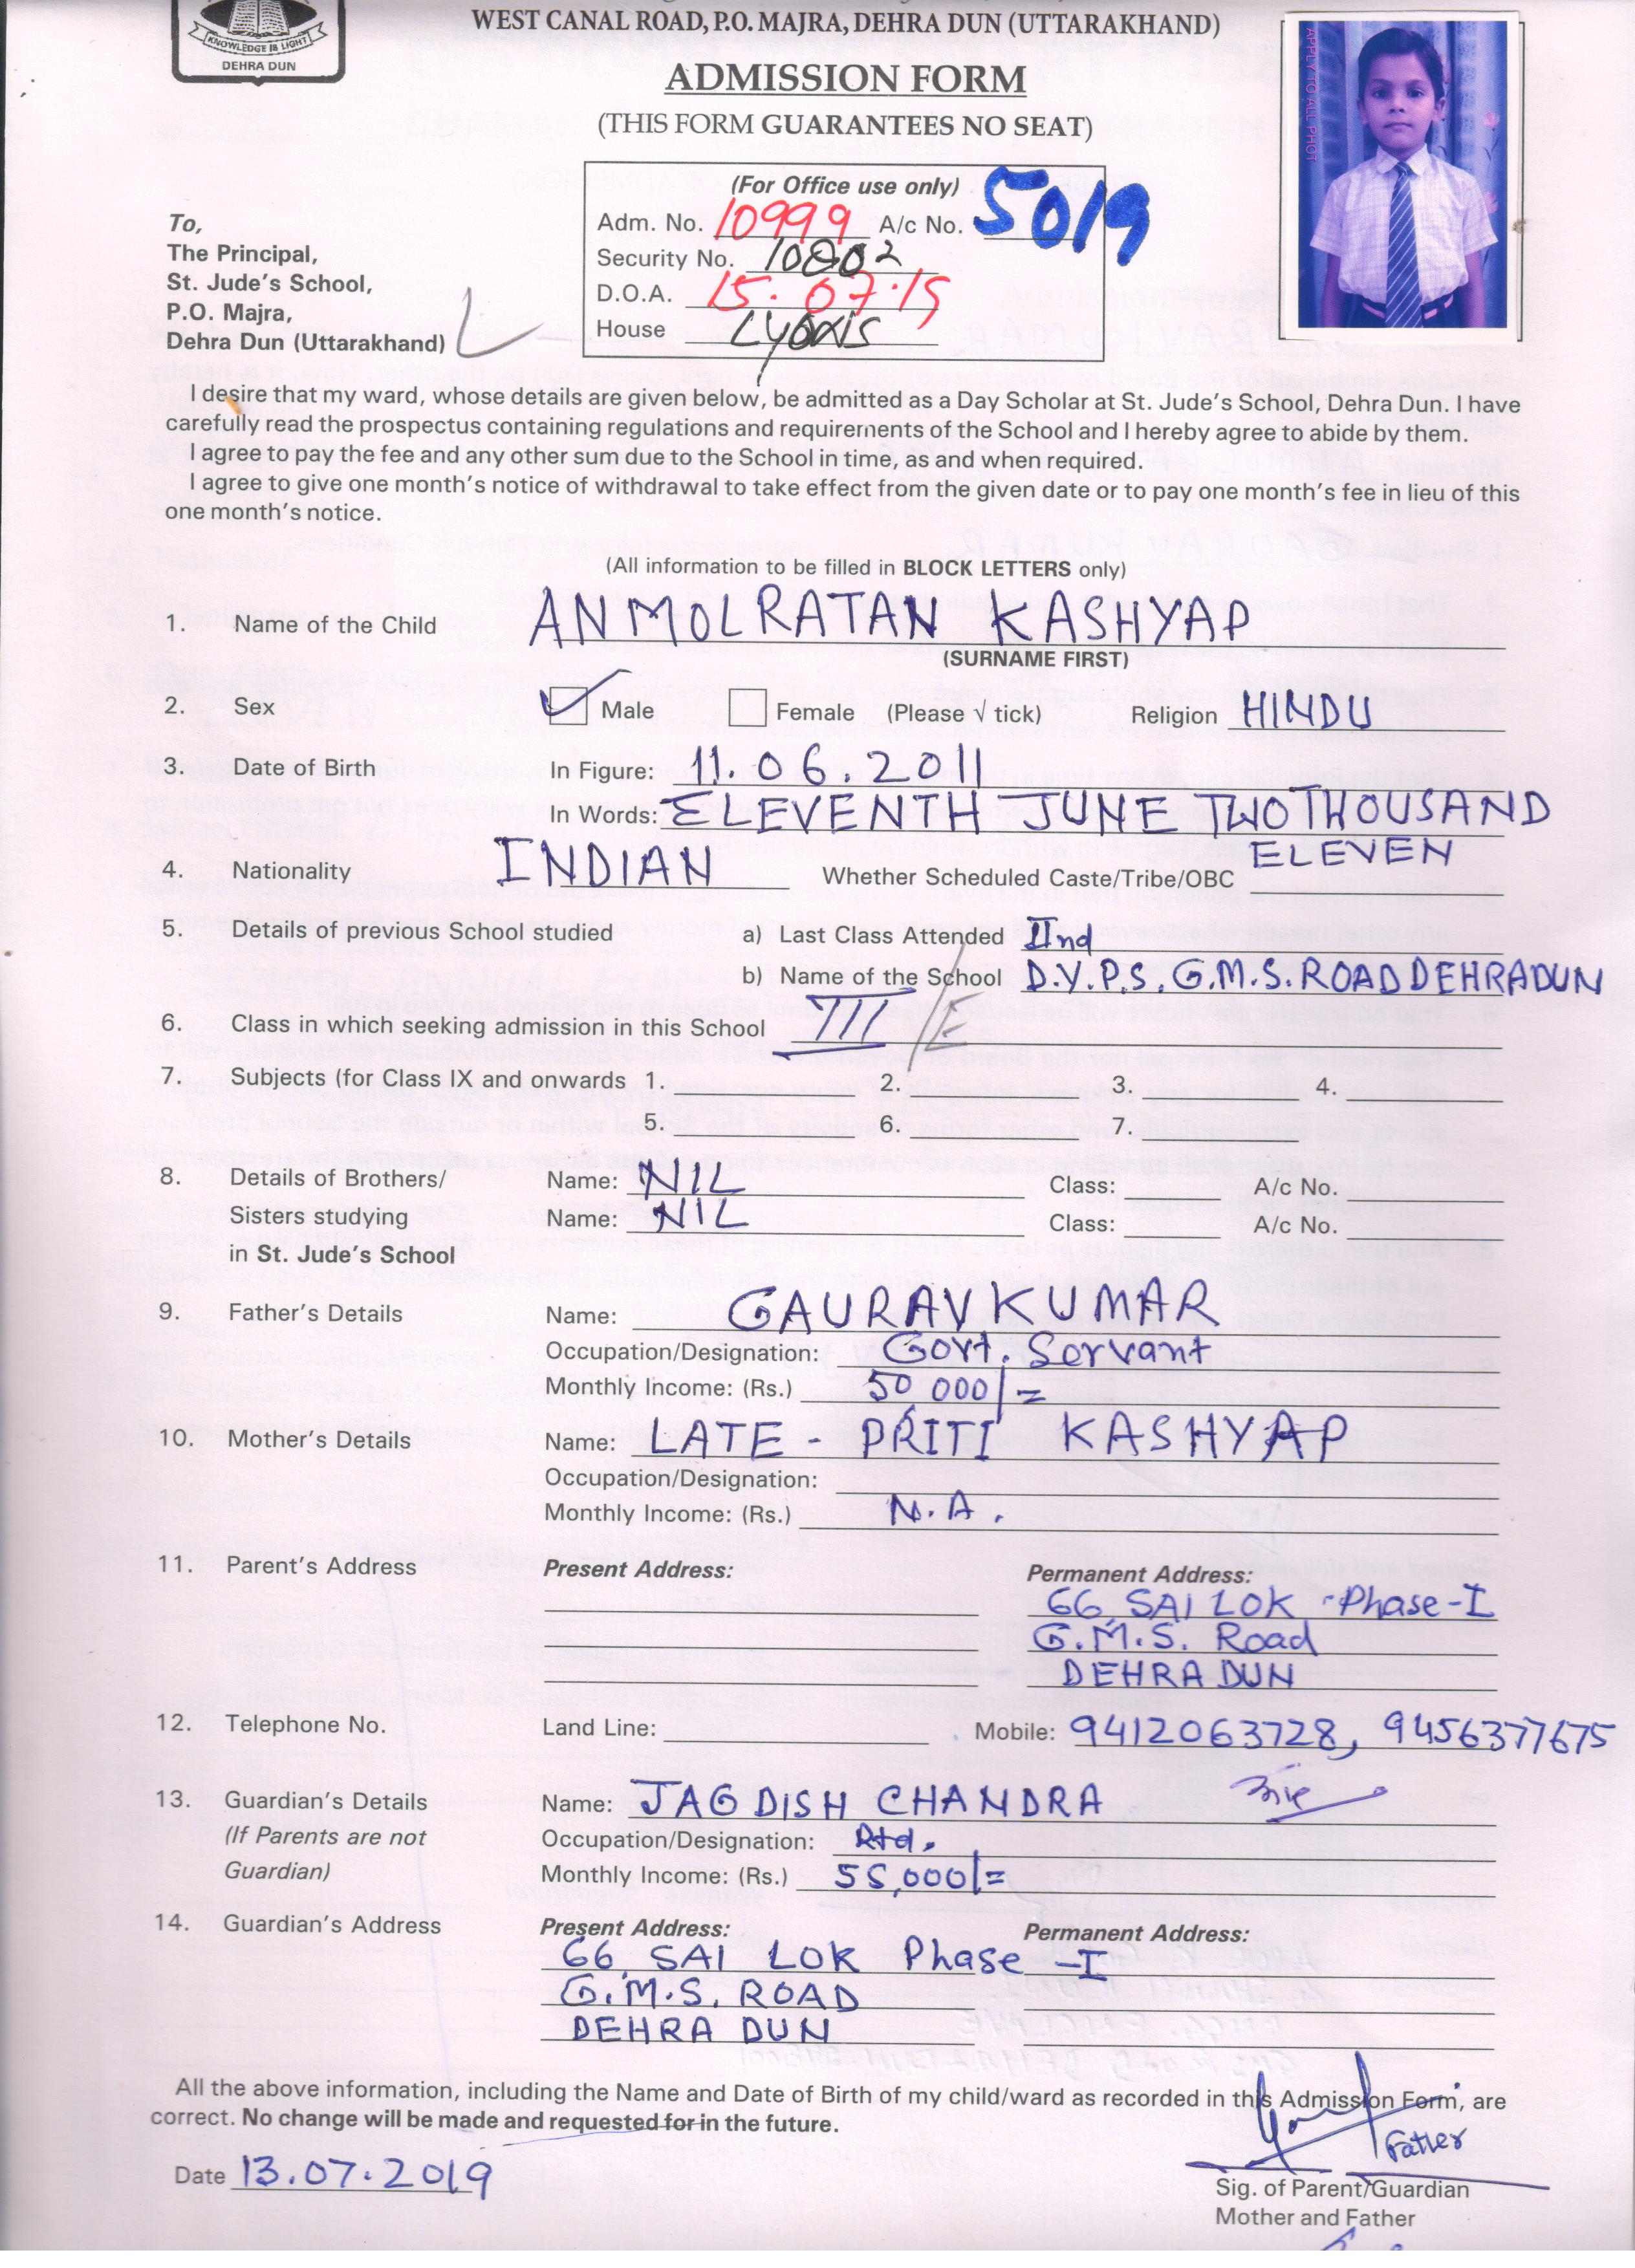 KNOWLEDGE IS LIGHT
DEHRA DUN
WEST CANAL ROAD, P.O. MAJRA, DEHRA DUN (UTTARAKHAND)
ADMISSION FORM
(THIS FORM GUARANTEES NO SEAT)
APPLY TO ALL PHOT
(For Office use only)
Adm. No. 10999 A/c No. 5019
Security No. 10802
D.O.A. 15.07.19
House Lyons
To,
The Principal,
St. Jude's School,
P.O. Majra,
Dehra Dun (Uttarakhand)
I desire that my ward, whose details are given below, be admitted as a Day Scholar at St. Jude's School, Dehra Dun. I have
carefully read the prospectus containing regulations and requirements of the School and I hereby agree to abide by them.
I agree to pay the fee and any other sum due to the School in time, as and when required.
I agree to give one month's notice of withdrawal to take effect from the given date or to pay one month's fee in lieu of this
one month's notice.
(All information to be filled in BLOCK LETTERS only)
1. Name of the Child ANMOLRATAN KASHYAP
(SURNAME FIRST)
2. Sex Male Female (Please √ tick) Religion HINDU
3. Date of Birth In Figure: 11.06.2011
In Words: ELEVENTH JUNE TWO THOUSAND
ELEVEN
4. Nationality INDIAN Whether Scheduled Caste/Tribe/OBC
5. Details of previous School studied a) Last Class Attended IInd
b) Name of the School D.Y.P.S. G.M.S. ROAD DEHRADUN
6. Class in which seeking admission in this School III
7. Subjects (for Class IX and onwards 1. 2. 3. 4.
5. 6. 7.
8. Details of Brothers/ Name: NIL Class: A/c No.
Sisters studying Name: NIL Class: A/c No.
in St. Jude's School
9. Father's Details Name: GAURAV KUMAR
Occupation/Designation: Govt. Servant
Monthly Income: (Rs.) 50,000/=
10. Mother's Details Name: LATE - PRITI KASHYAP
Occupation/Designation:
Monthly Income: (Rs.) N.A.
11. Parent's Address Present Address: Permanent Address:
66, SAI LOK - Phase - I
G.M.S. Road
DEHRA DUN
12. Telephone No. Land Line: Mobile: 9412063728, 9456377675
13. Guardian's Details Name: JAGDISH CHANDRA
(If Parents are not Occupation/Designation: Rtd.
Guardian) Monthly Income: (Rs.) 55,000/=
14. Guardian's Address Present Address: Permanent Address:
66, SAI LOK Phase - I
G.M.S. ROAD
DEHRA DUN
All the above information, including the Name and Date of Birth of my child/ward as recorded in this Admission Form, are
correct. No change will be made and requested for in the future.
Father
Date 13.07.2019
Sig. of Parent/Guardian
Mother and Father